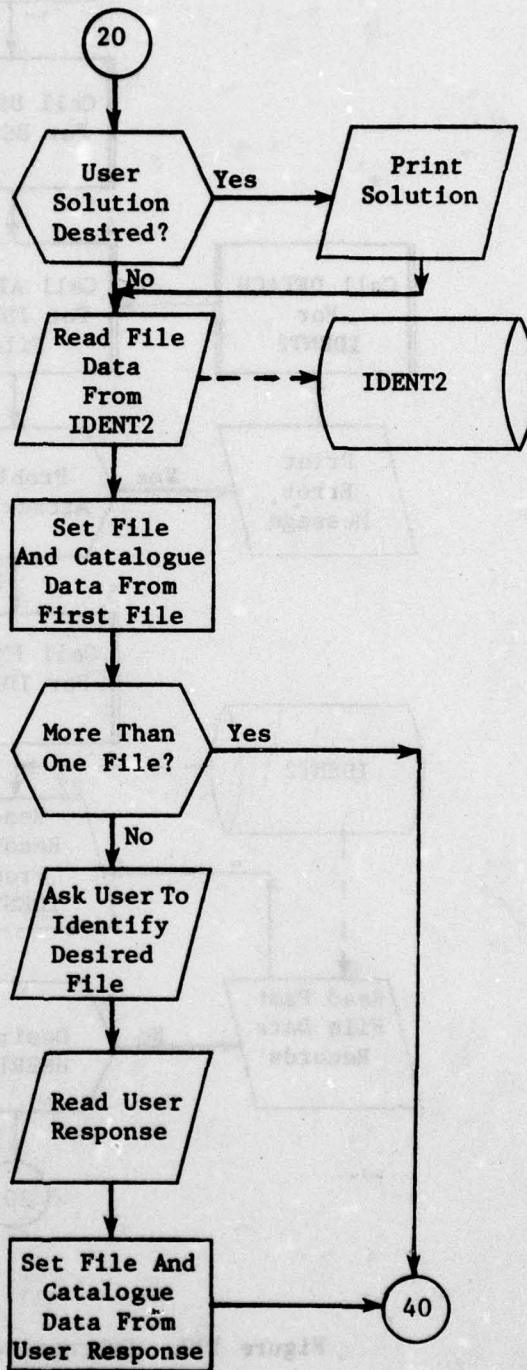 20
User
Solution
Desired?
Yes
Print
Solution
No
Read File
Data
From
IDENT2
IDENT2
Set File
And Catalogue
Data From
First File
More Than
One File?
Yes
No
Ask User To
Identify
Desired
File
Read User
Response
Set File And
Catalogue
Data From
User Response
40